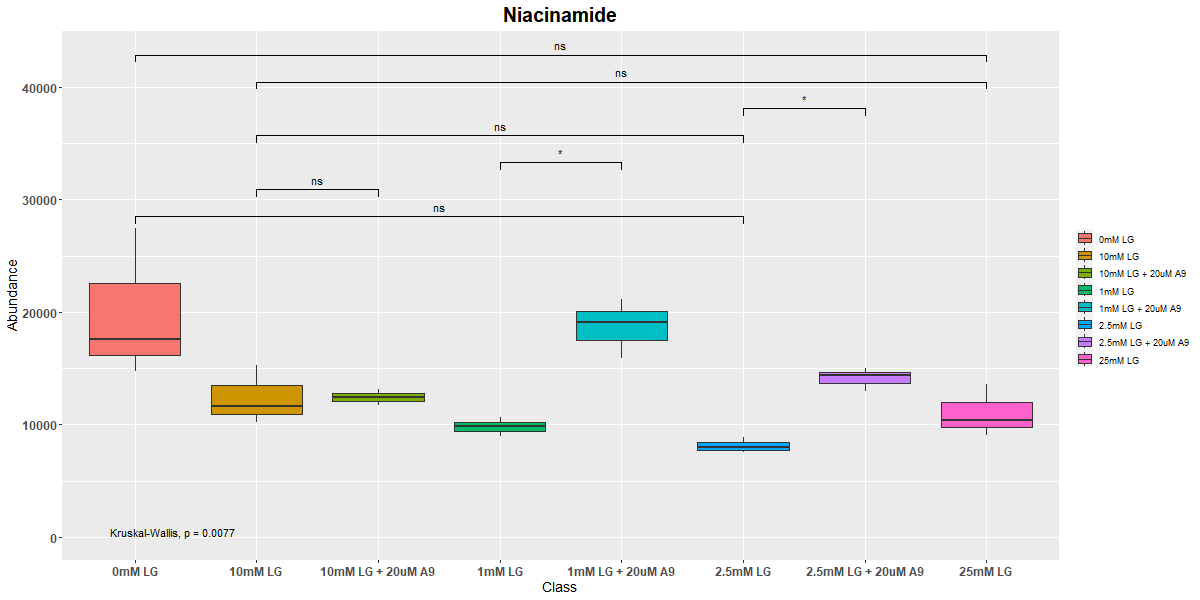 Niacinamide
ns
ns
*
ns
*
ns
ns
40000
30000
20000
10000
0
Abundance
Kruskal-Wallis, p = 0.0077
0mM LG
10mM LG
10mM LG + 20uM A9
1mM LG
1mM LG + 20uM A9
2.5mM LG
2.5mM LG + 20uM A9
25mM LG
Class
0mM LG
10mM LG
10mM LG + 20uM A9
1mM LG
1mM LG + 20uM A9
2.5mM LG
2.5mM LG + 20uM A9
25mM LG